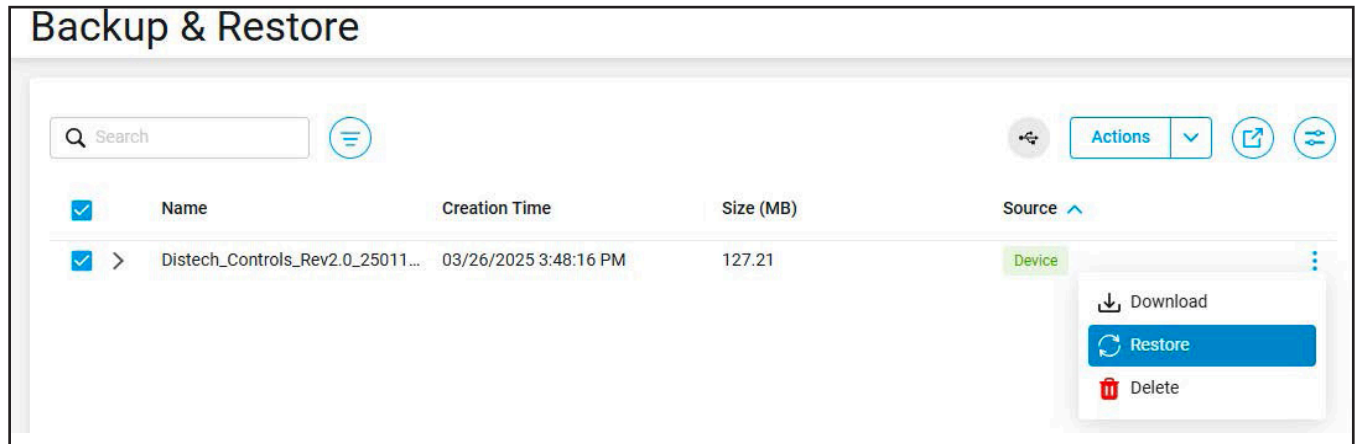 Backup & Restore
Search
Actions
Name Creation Time Size (MB) Source
Distech_Controls_Rev2.0_25011... 03/26/2025 3:48:16 PM 127.21 Device
Download
Restore
Delete